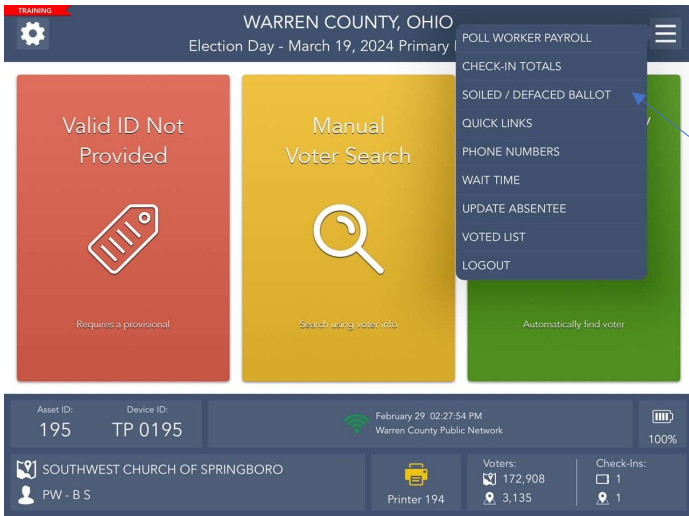 TRAINING
WARREN COUNTY, OHIO
Election Day - March 19, 2024 Primary
POLL WORKER PAYROLL
CHECK-IN TOTALS
SOILED / DEFACED BALLOT
QUICK LINKS
PHONE NUMBERS
WAIT TIME
UPDATE ABSENTEE
VOTED LIST
LOGOUT
Valid ID Not
Provided
Requires a provisional
Manual
Voter Search
Search using voter info
Automatically find voter
Asset ID:
195
Device ID:
TP 0195
February 29 02:27:54 PM
Warren County Public Network
100%
SOUTHWEST CHURCH OF SPRINGBORO
PW - B S
Printer 194
Voters:
172,908
3,135
Check-Ins:
1
1